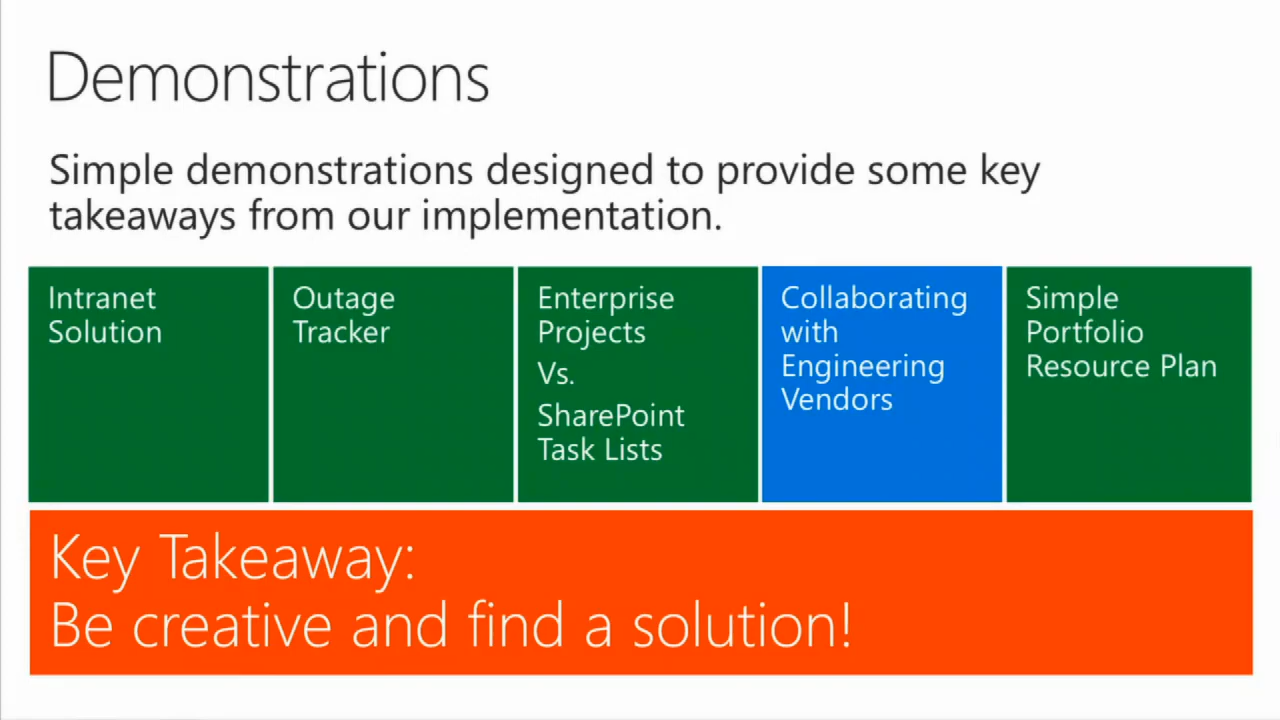 Demonstrations
Simple demonstrations designed to provide some key
takeaways from our implementation.
Intranet
Solution
Outage
Tracker
Enterprise
Projects
Vs.
SharePoint
Task Lists
Collaborating
with
Engineering
Vendors
Simple
Portfolio
Resource Plan
Key Takeaway:
Be creative and find a solution!